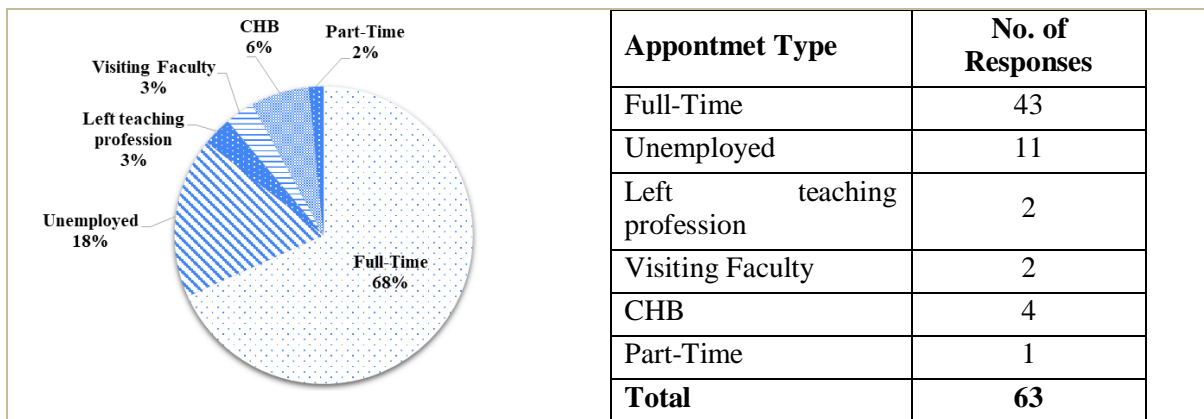 CHB
6%
Part-Time
2%
Visiting Faculty
3%
Left teaching
profession
3%
Unemployed
18%
Full-Time
68%
Appontmet Type No. of
Responses
Full-Time 43
Unemployed 11
Left teaching
profession 2
Visiting Faculty 2
CHB 4
Part-Time 1
Total 63